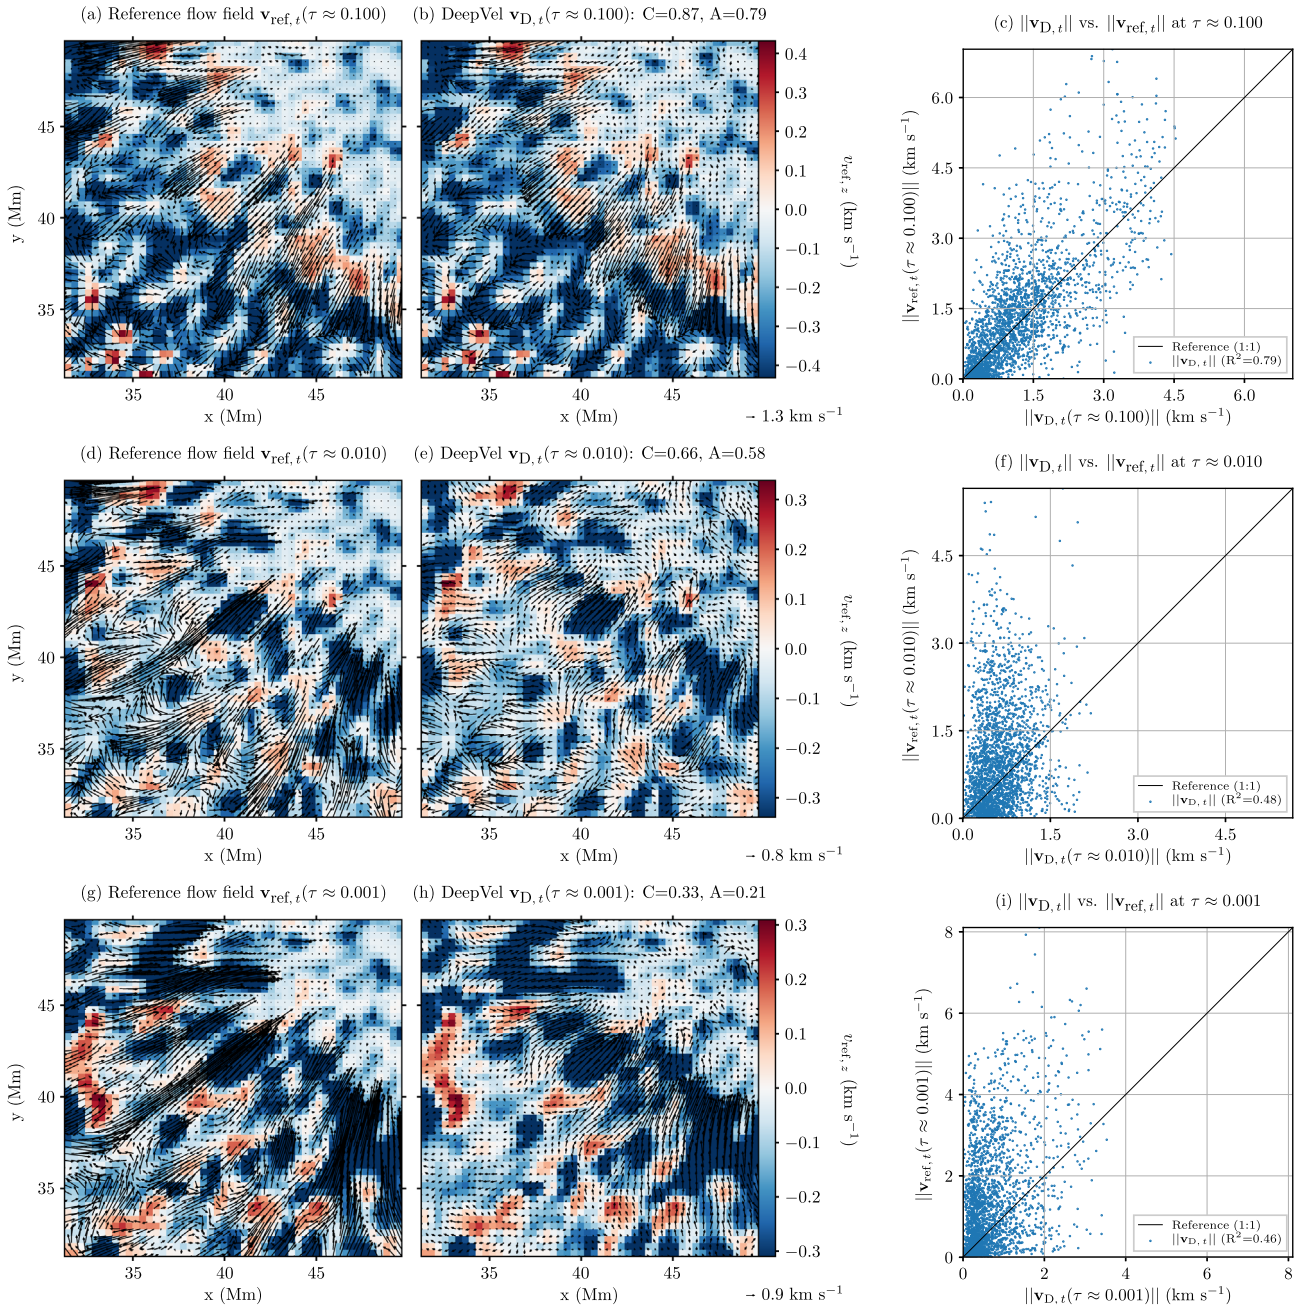 (a) Reference flow field v_ref, t(τ ≈ 0.100)
(b) DeepVel v_D, t(τ ≈ 0.100): C=0.87, A=0.79
(c) ||v_D, t|| vs. ||v_ref, t|| at τ ≈ 0.100
y (Mm)
45
40
35
35
40
45
x (Mm)
35
40
45
x (Mm)
0.4
0.3
0.2
0.1
0.0
−0.1
−0.2
−0.3
−0.4
v_ref, z (km s⁻¹)
1.3 km s⁻¹
||v_ref, t(τ ≈ 0.100)|| (km s⁻¹)
6.0
4.5
3.0
1.5
0.0
Reference (1:1)
||v_D, t|| (R²=0.79)
0.0
1.5
3.0
4.5
6.0
||v_D, t(τ ≈ 0.100)|| (km s⁻¹)
(d) Reference flow field v_ref, t(τ ≈ 0.010)
(e) DeepVel v_D, t(τ ≈ 0.010): C=0.66, A=0.58
(f) ||v_D, t|| vs. ||v_ref, t|| at τ ≈ 0.010
y (Mm)
45
40
35
35
40
45
x (Mm)
35
40
45
x (Mm)
0.3
0.2
0.1
0.0
−0.1
−0.2
−0.3
v_ref, z (km s⁻¹)
0.8 km s⁻¹
||v_ref, t(τ ≈ 0.010)|| (km s⁻¹)
4.5
3.0
1.5
0.0
Reference (1:1)
||v_D, t|| (R²=0.48)
0.0
1.5
3.0
4.5
||v_D, t(τ ≈ 0.010)|| (km s⁻¹)
(g) Reference flow field v_ref, t(τ ≈ 0.001)
(h) DeepVel v_D, t(τ ≈ 0.001): C=0.33, A=0.21
(i) ||v_D, t|| vs. ||v_ref, t|| at τ ≈ 0.001
y (Mm)
45
40
35
35
40
45
x (Mm)
35
40
45
x (Mm)
0.3
0.2
0.1
0.0
−0.1
−0.2
−0.3
v_ref, z (km s⁻¹)
0.9 km s⁻¹
||v_ref, t(τ ≈ 0.001)|| (km s⁻¹)
8
6
4
2
0
Reference (1:1)
||v_D, t|| (R²=0.46)
0
2
4
6
8
||v_D, t(τ ≈ 0.001)|| (km s⁻¹)